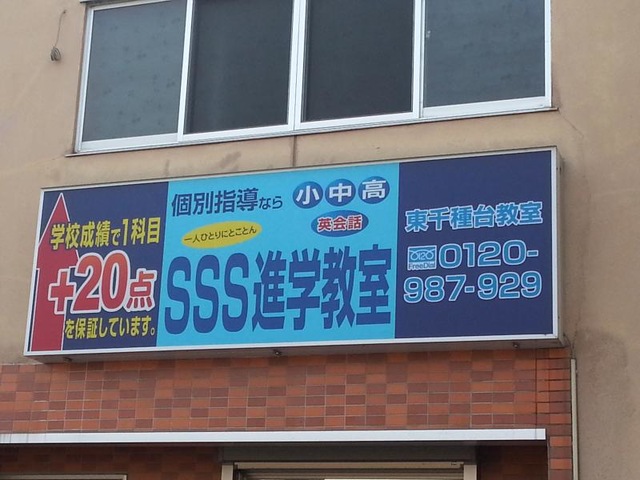 学校成績で1科目
+20点
を保証しています。
個別指導なら
小中高
英会話
一人ひとりにとことん
SSS進学教室
東千種台教室
0120
FreeDial
0120-
987-929